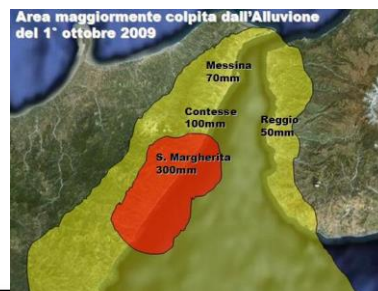 Area maggiormente colpita dall'Alluvione
del 1° ottobre 2009
Messina
70mm
Contesse
100mm
Reggio
50mm
S. Margherita
300mm